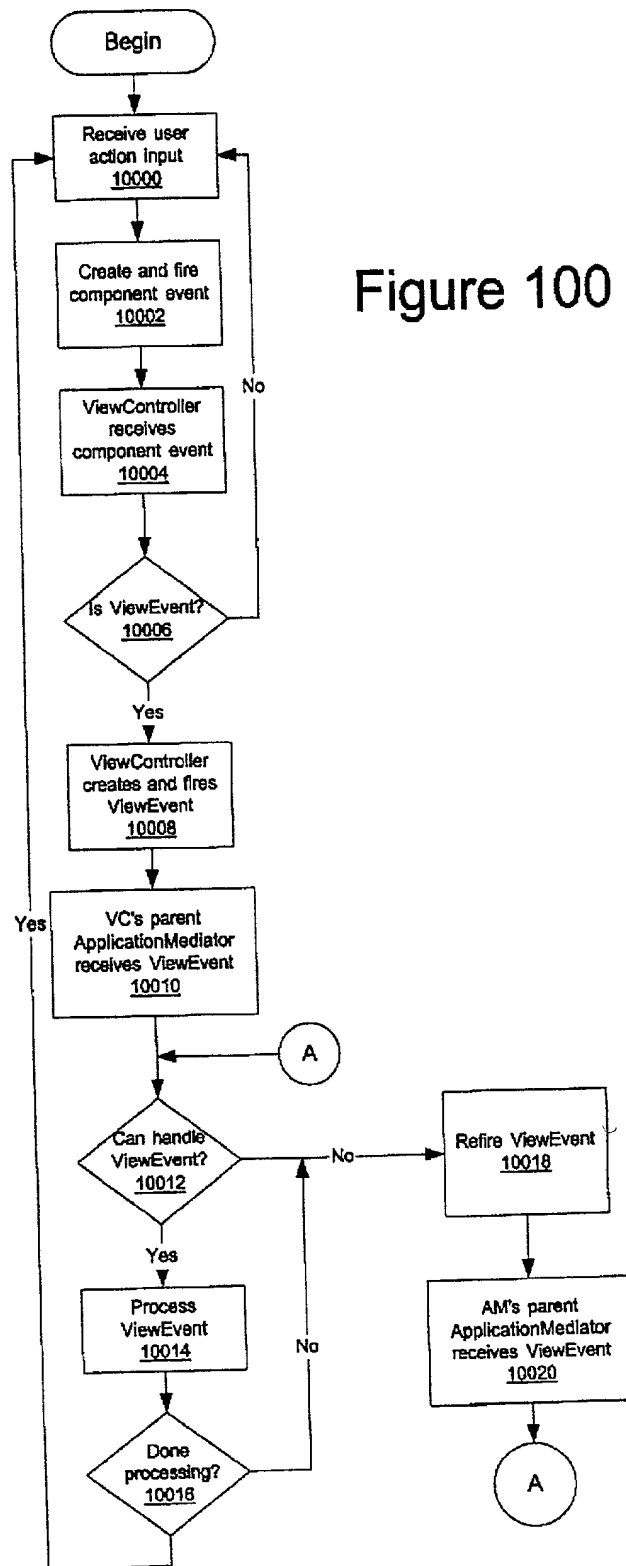 Begin
Receive user
action input
10000
Create and fire
component event
10002
Figure 100
No
ViewController
receives
component event
10004
Is ViewEvent?
10006
Yes
ViewController
creates and fires
ViewEvent
10008
Yes
VC's parent
ApplicationMediator
receives ViewEvent
10010
A
Can handle
ViewEvent?
10012
No
Refire ViewEvent
10018
Yes
Process
ViewEvent
10014
No
AM's parent
ApplicationMediator
receives ViewEvent
10020
Done
processing?
10016
A